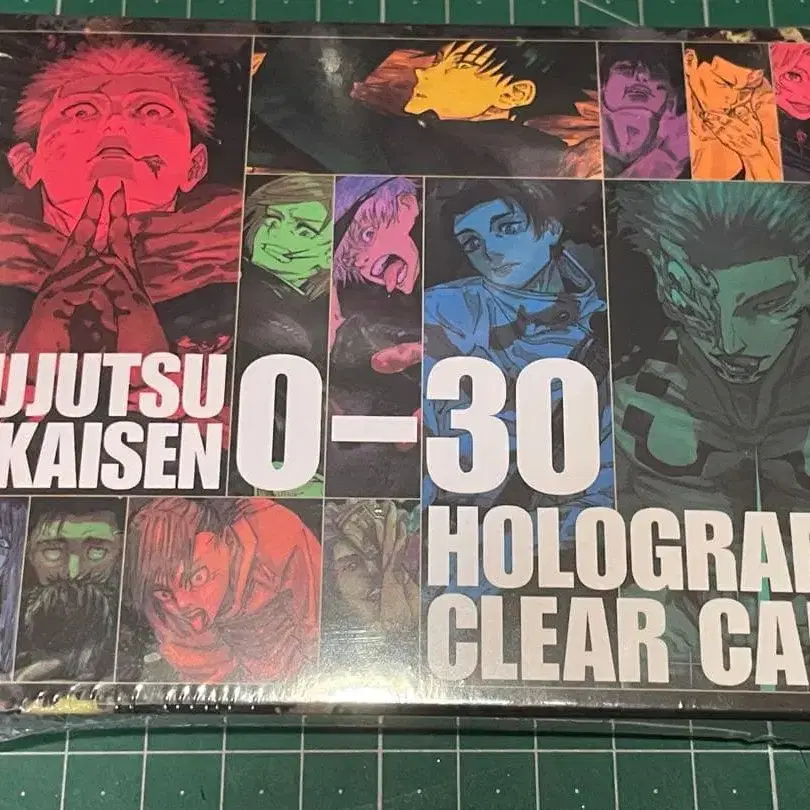 UJUTSU
KAISEN 0-30
HOLOGRA
CLEAR CA